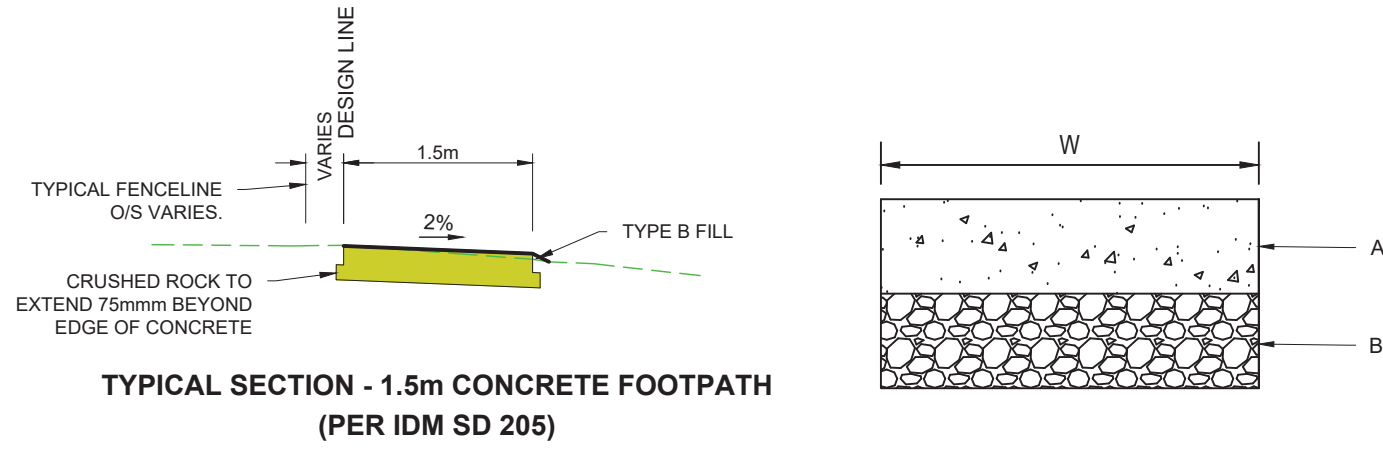 VARIES
DESIGN LINE
1.5m
TYPICAL FENCELINE
O/S VARIES.
2%
TYPE B FILL
CRUSHED ROCK TO
EXTEND 75mmm BEYOND
EDGE OF CONCRETE
TYPICAL SECTION - 1.5m CONCRETE FOOTPATH
(PER IDM SD 205)
W
A
B